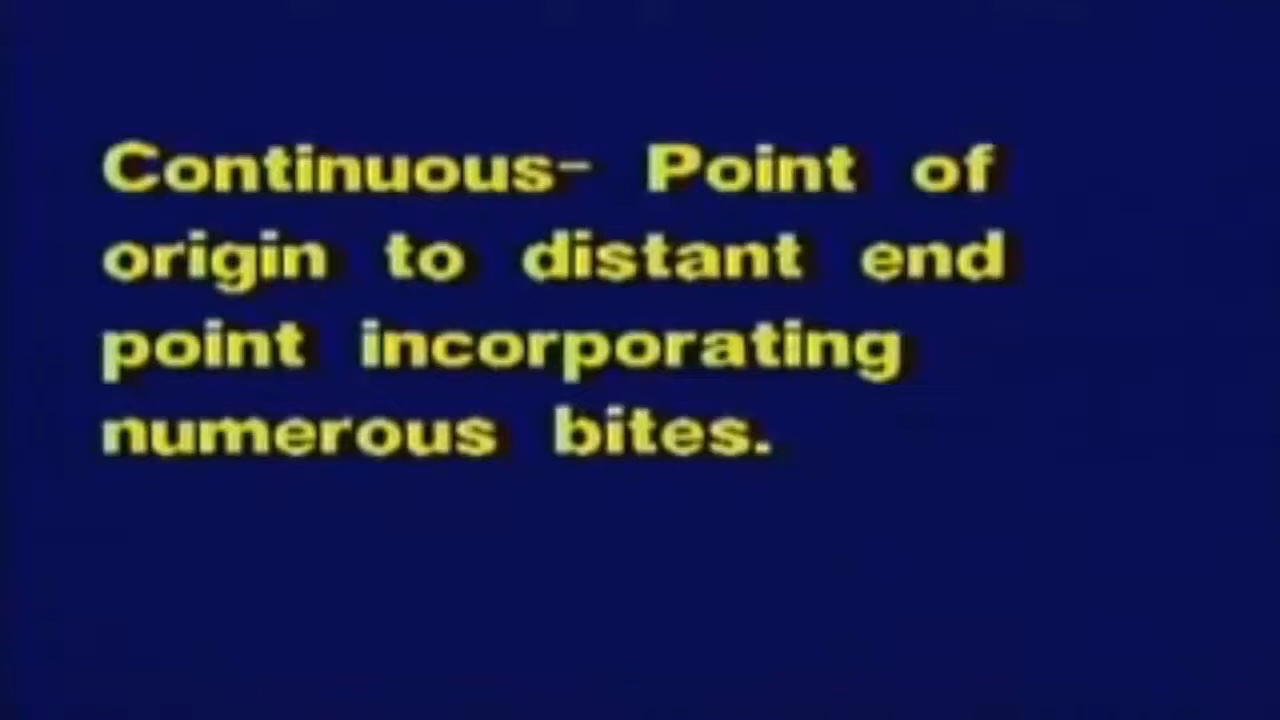 Continuous- Point of
origin to distant end
point incorporating
numerous bites.